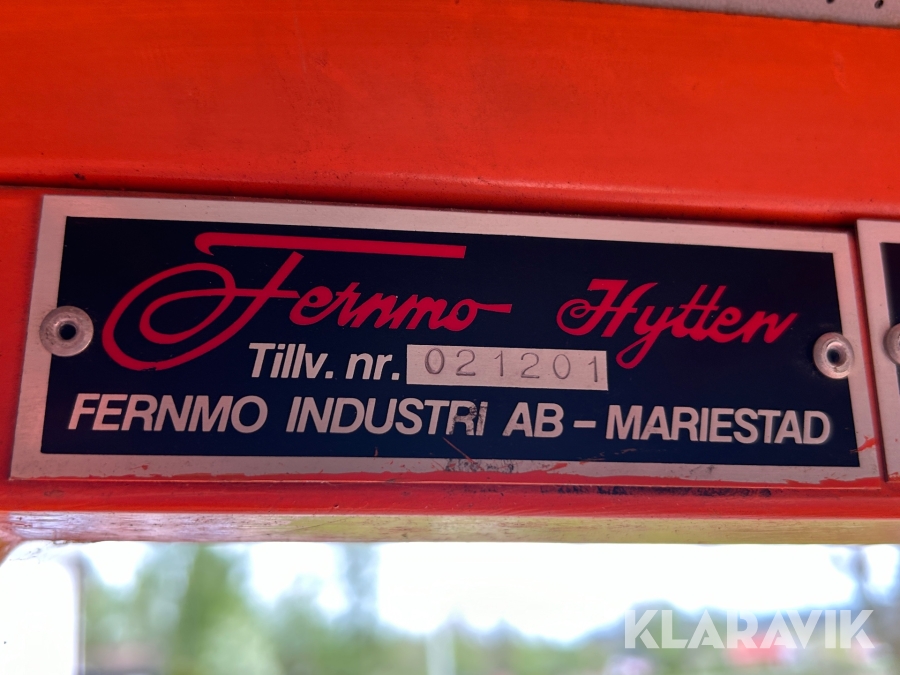 Fernmo Hytten
Tillv. nr. 021201
FERNMO INDUSTRI AB - MARIESTAD
KLARAVIK